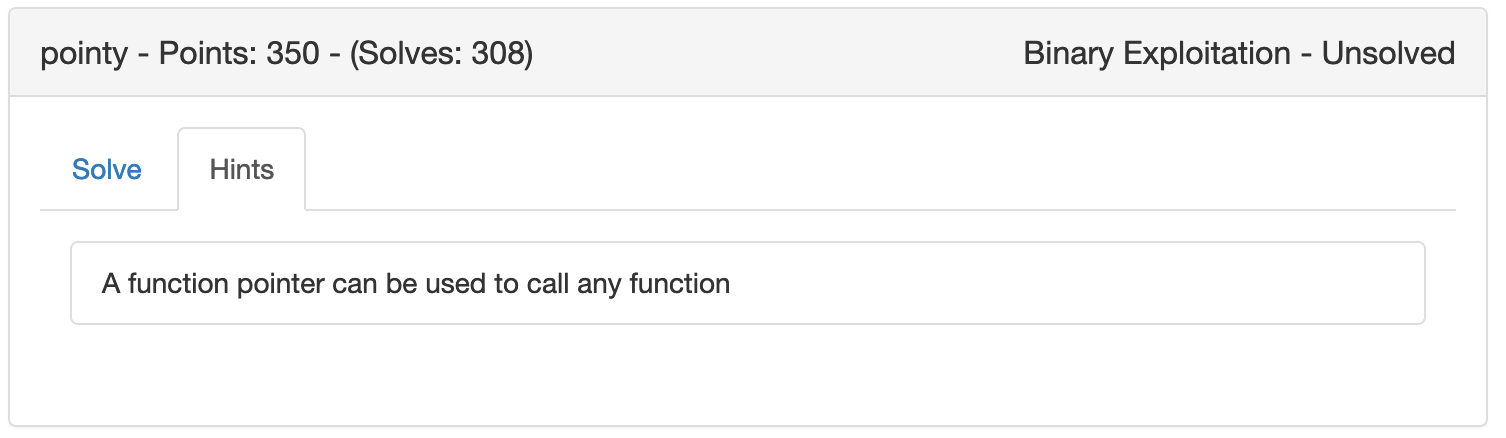 pointy - Points: 350 - (Solves: 308)
Binary Exploitation - Unsolved
Solve
Hints
A function pointer can be used to call any function